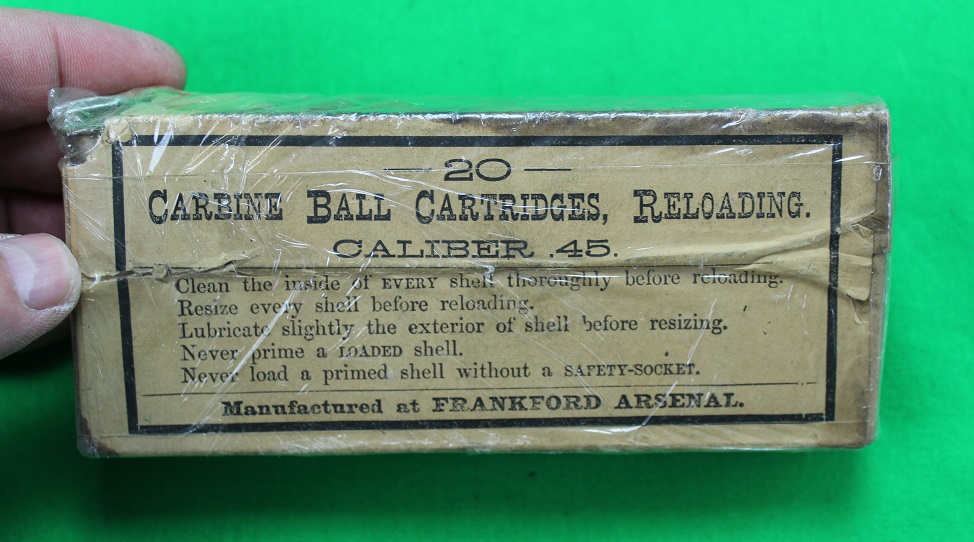 — 20 —
CARBINE BALL CARTRIDGES, RELOADING.
CALIBER .45.
Clean the inside of EVERY shell thoroughly before reloading.
Resize every shell before reloading.
Lubricate slightly the exterior of shell before resizing.
Never prime a LOADED shell.
Never load a primed shell without a SAFETY-SOCKET.
Manufactured at FRANKFORD ARSENAL.